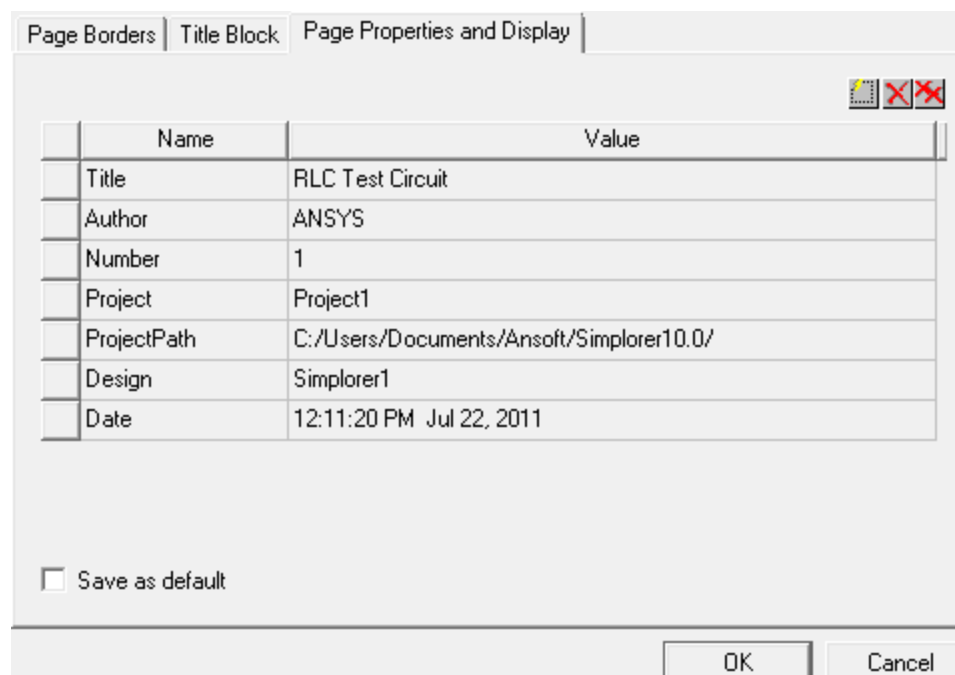 Page Borders Title Block Page Properties and Display
Name Value
Title RLC Test Circuit
Author ANSYS
Number 1
Project Project1
ProjectPath C:/Users/Documents/Ansoft/Simplorer10.0/
Design Simplorer1
Date 12:11:20 PM Jul 22, 2011
Save as default
OK Cancel